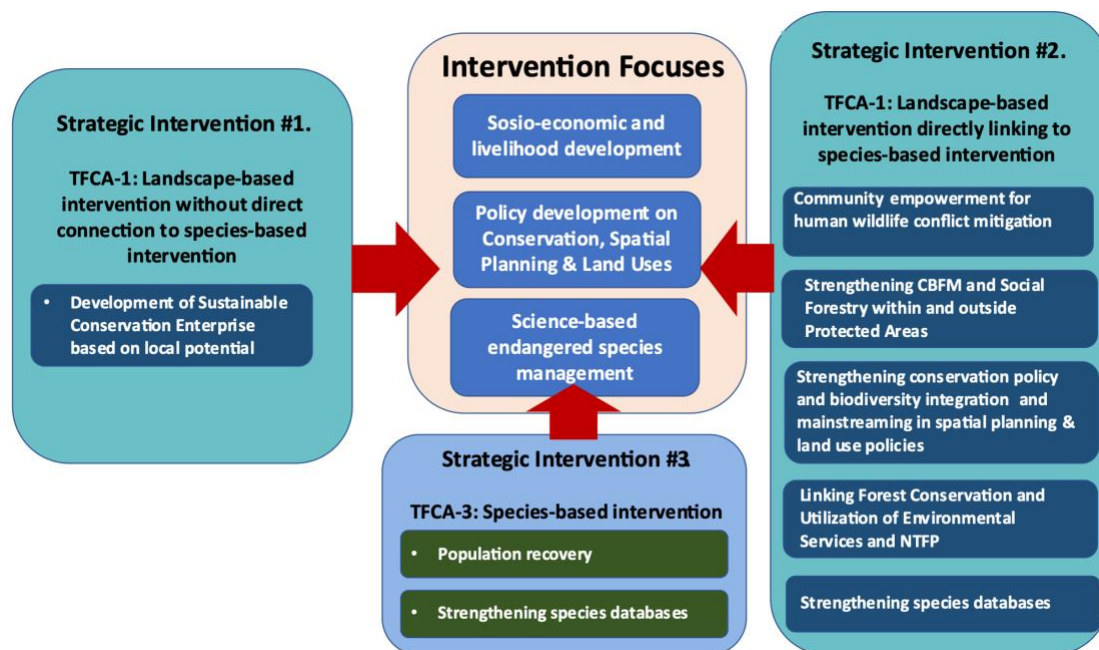 Strategic Intervention #1.
TFCA-1: Landscape-based
intervention without direct
connection to species-based
intervention
• Development of Sustainable
Conservation Enterprise
based on local potential
Intervention Focuses
Sosio-economic and
livelihood development
Policy development on
Conservation, Spatial
Planning & Land Uses
Science-based
endangered species
management
Strategic Intervention #3
TFCA-3: Species-based intervention
• Population recovery
• Strengthening species databases
Strategic Intervention #2.
TFCA-1: Landscape-based
intervention directly linking to
species-based intervention
Community empowerment for
human wildlife conflict mitigation
Strengthening CBFM and Social
Forestry within and outside
Protected Areas
Strengthening conservation policy
and biodiversity integration and
mainstreaming in spatial planning &
land use policies
Linking Forest Conservation and
Utilization of Environmental
Services and NTFP
Strengthening species databases